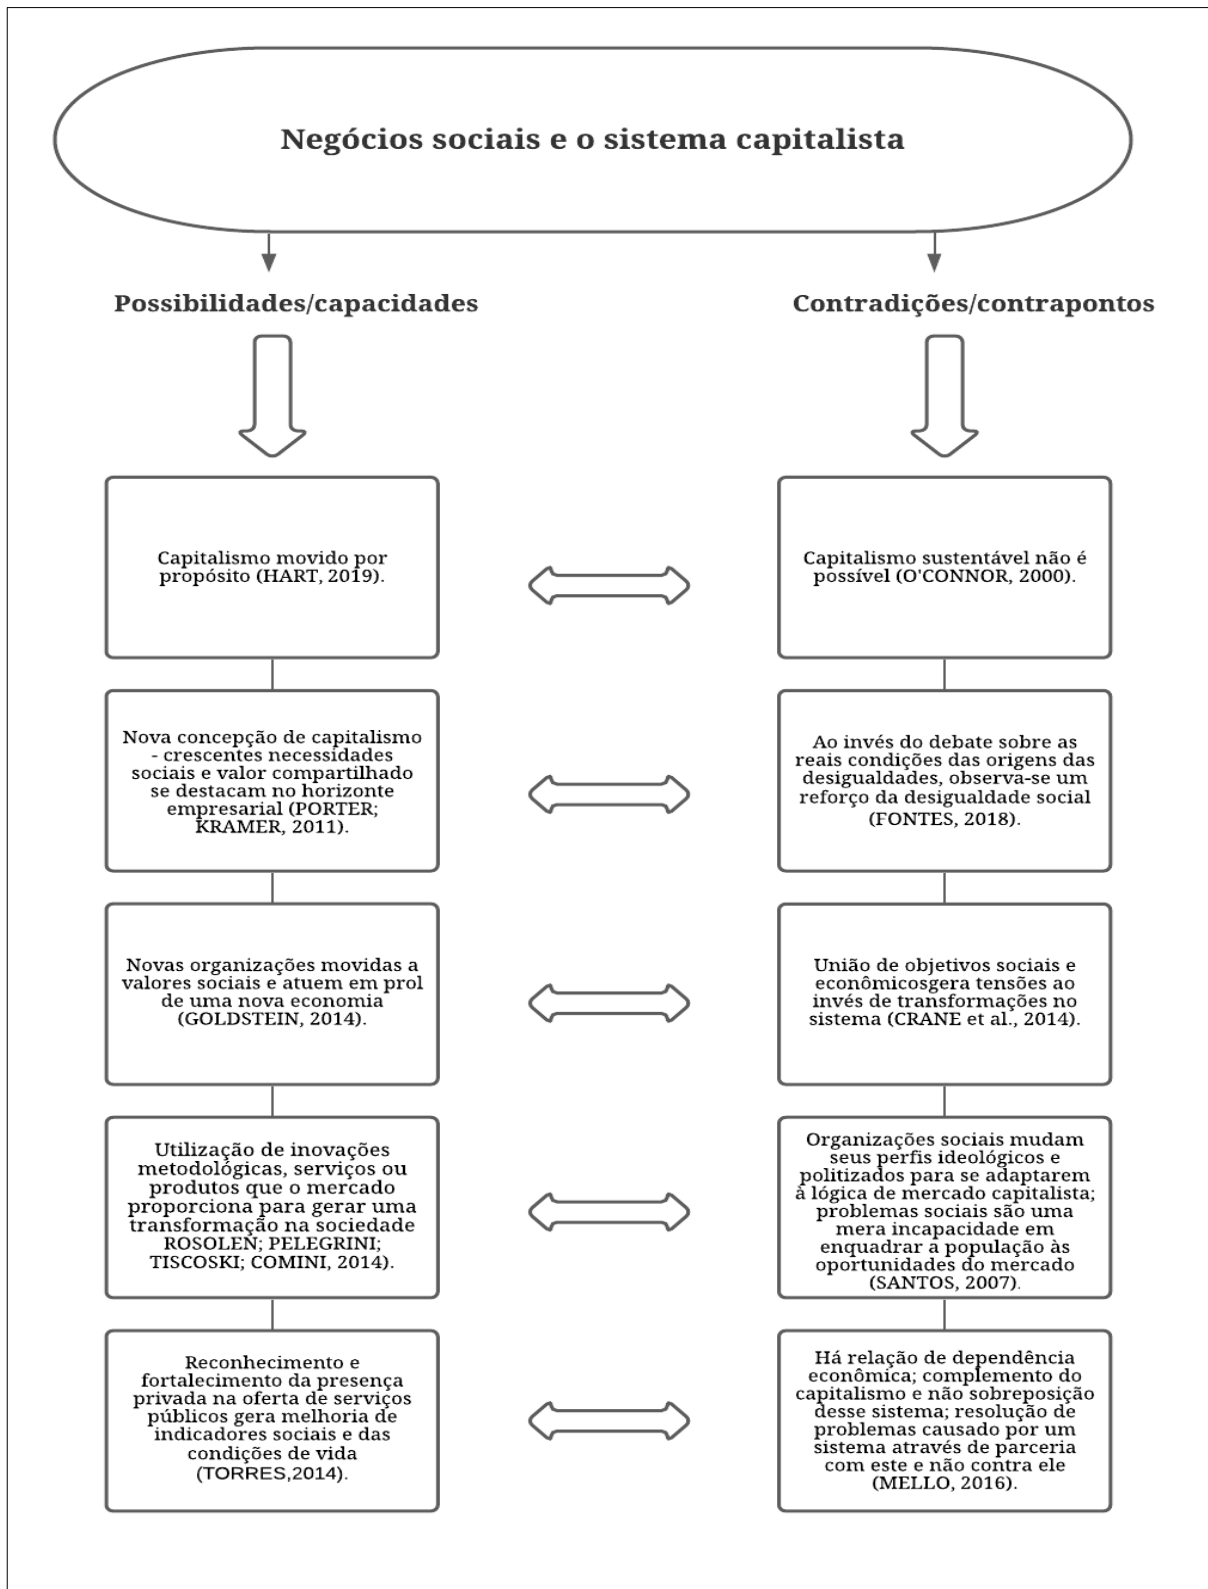 Negócios sociais e o sistema capitalista
Possibilidades/capacidades
Contradições/contrapontos
Capitalismo movido por
propósito (HART, 2019).
Capitalismo sustentável não é
possível (O'CONNOR, 2000).
Nova concepção de capitalismo
- crescentes necessidades
sociais e valor compartilhado
se destacam no horizonte
empresarial (PORTER;
KRAMER, 2011).
Ao invés do debate sobre as
reais condições das origens das
desigualdades, observa-se um
reforço da desigualdade social
(FONTES, 2018).
Novas organizações movidas a
valores sociais e atuem em prol
de uma nova economia
(GOLDSTEIN, 2014).
União de objetivos sociais e
econômicosgera tensões ao
invés de transformações no
sistema (CRANE et al., 2014).
Utilização de inovações
metodológicas, serviços ou
produtos que o mercado
proporciona para gerar uma
transformação na sociedade
ROSOLEN; PELEGRINI;
TISCOSKI; COMINI, 2014).
Organizações sociais mudam
seus perfis ideológicos e
politizados para se adaptarem
à lógica de mercado capitalista;
problemas sociais são uma
mera incapacidade em
enquadrar a população às
oportunidades do mercado
(SANTOS, 2007).
Reconhecimento e
fortalecimento da presença
privada na oferta de serviços
públicos gera melhoria de
indicadores sociais e das
condições de vida
(TORRES,2014).
Há relação de dependência
econômica; complemento do
capitalismo e não sobreposição
desse sistema; resolução de
problemas causado por um
sistema através de parceria
com este e não contra ele
(MELLO, 2016).